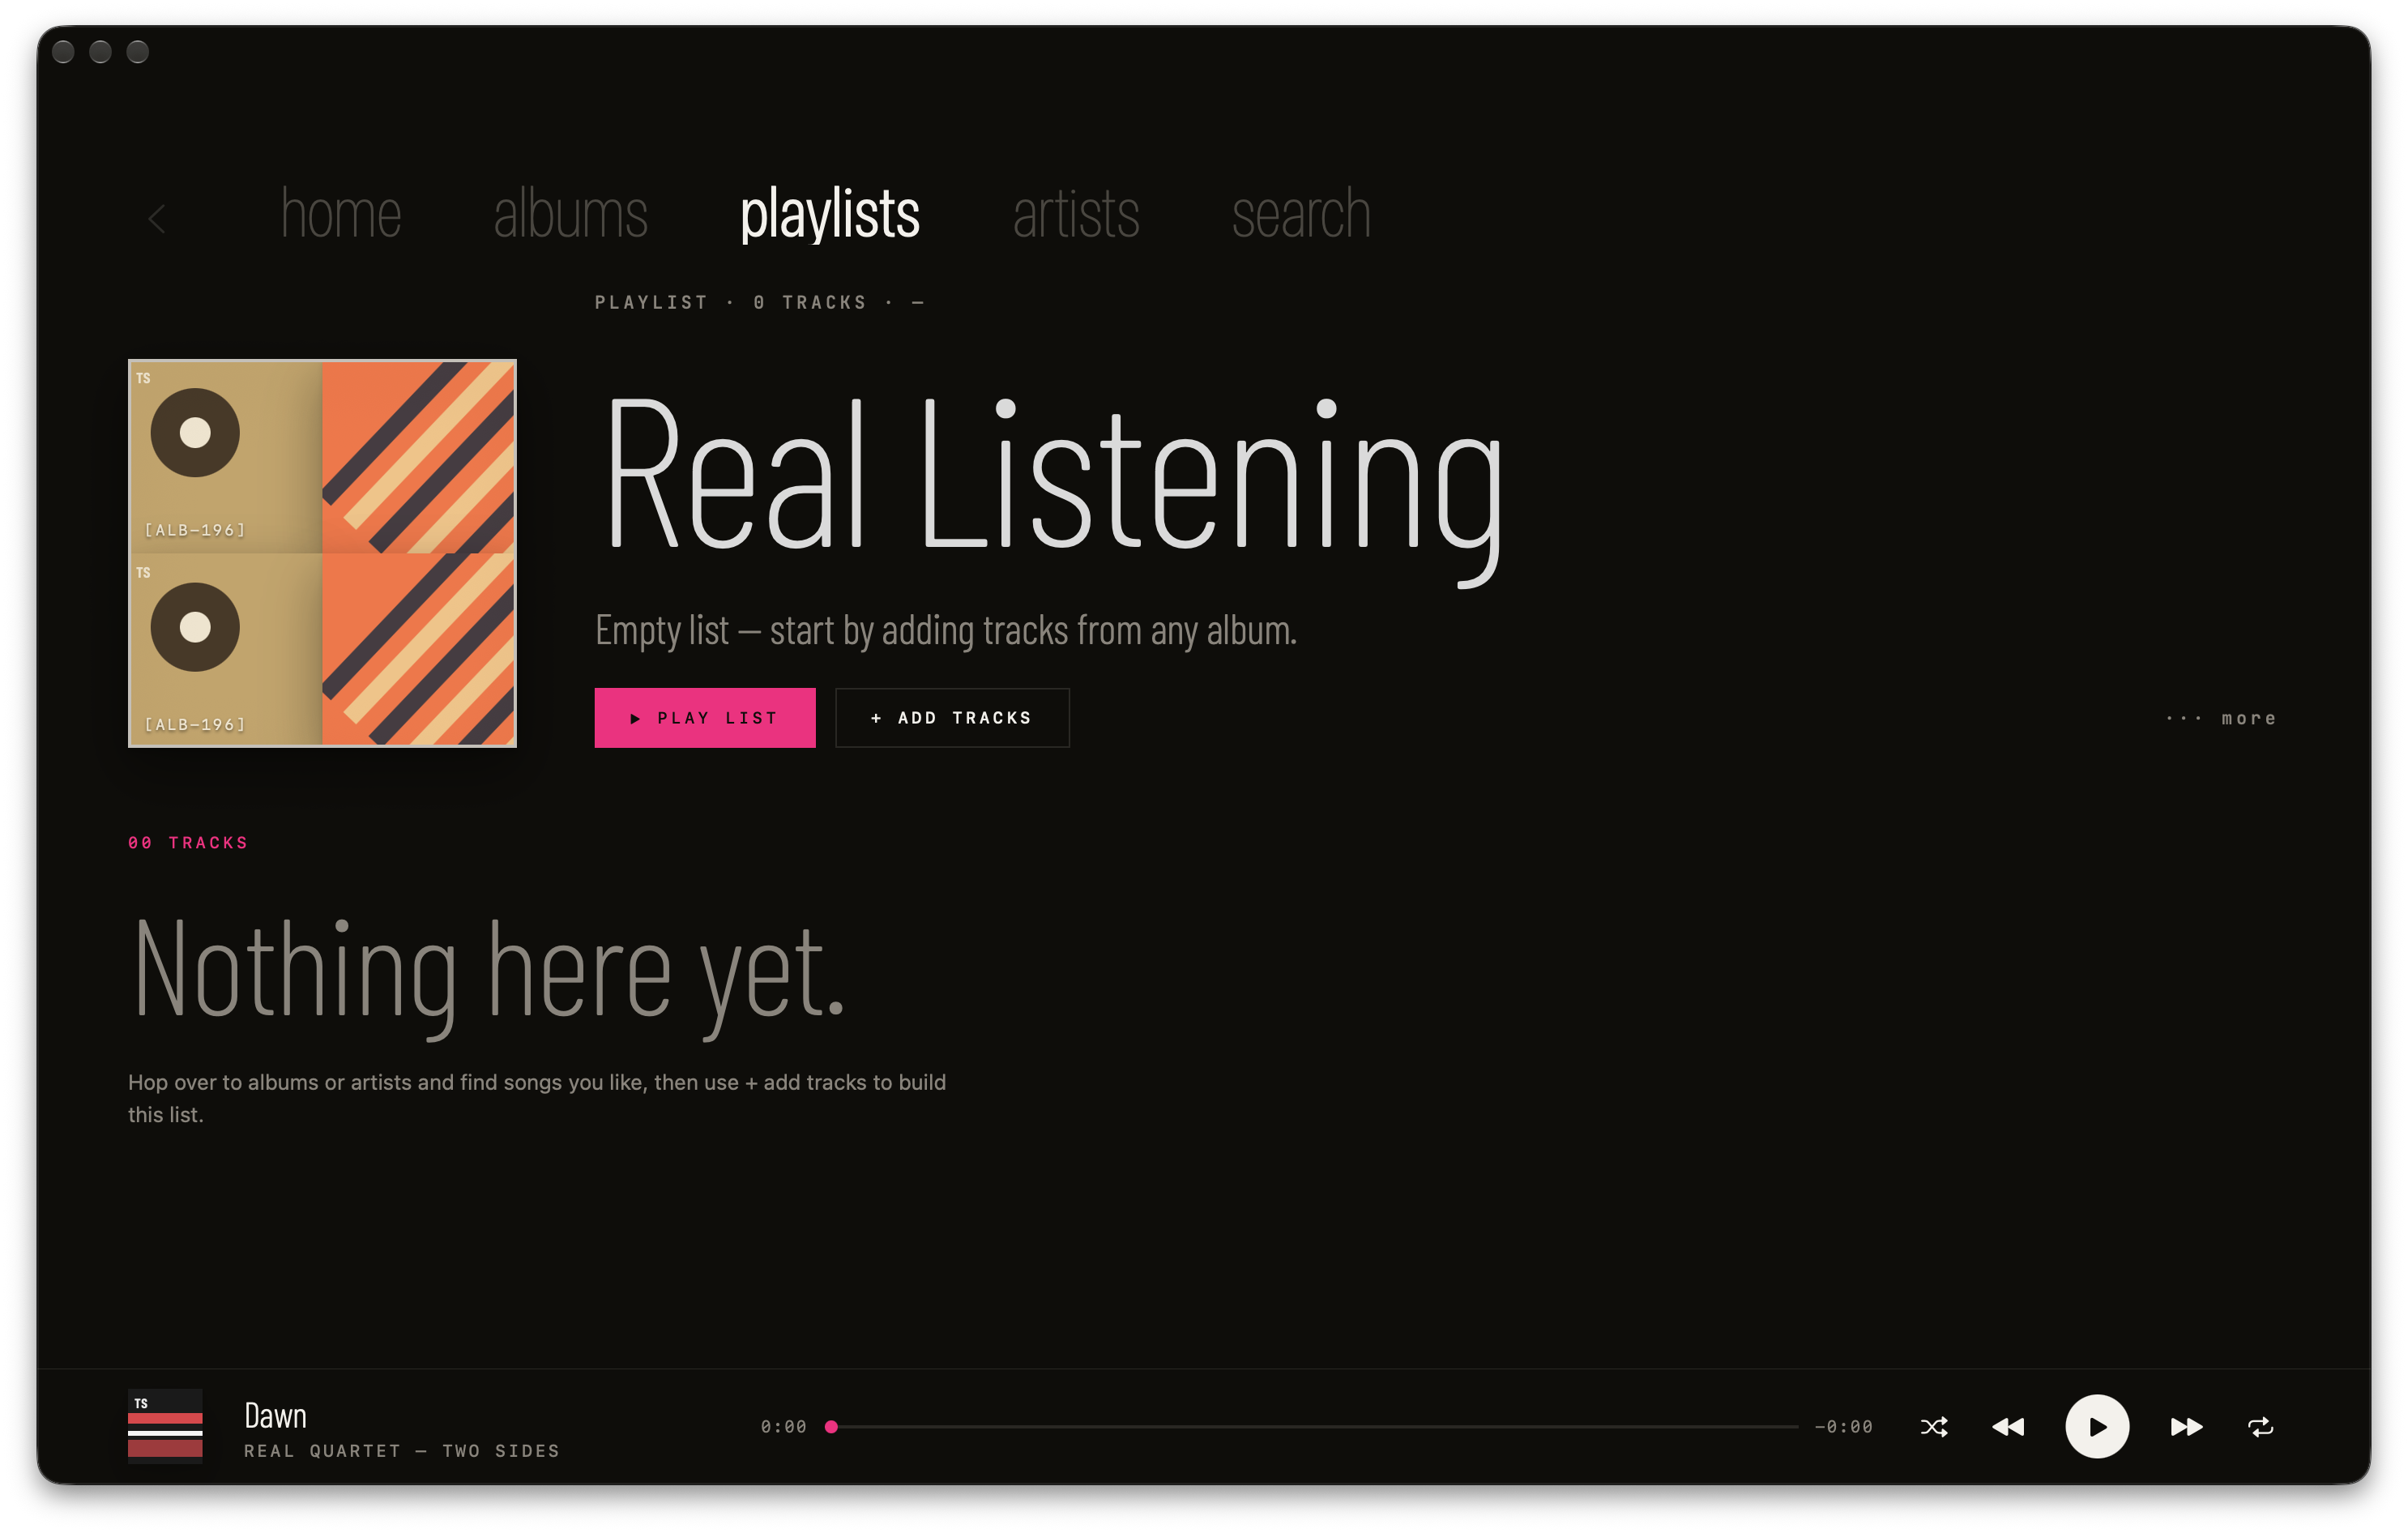 home albums playlists artists search
PLAYLIST · 0 TRACKS · —
TS
[ALB—196]
TS
[ALB—196]
Real Listening
Empty list — start by adding tracks from any album.
PLAY LIST
+ ADD TRACKS
··· more
00 TRACKS
Nothing here yet.
Hop over to albums or artists and find songs you like, then use + add tracks to build
this list.
TS
Dawn
REAL QUARTET — TWO SIDES
0:00
—0:00